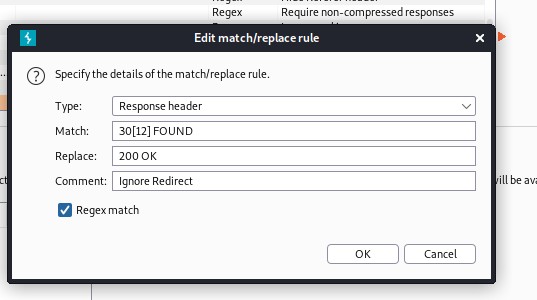 Regex Require non-compressed responses
Edit match/replace rule
Specify the details of the match/replace rule.
Type: Response header
Match: 30[12] FOUND
Replace: 200 OK
Comment: Ignore Redirect
will be ava
Regex match
OK Cancel